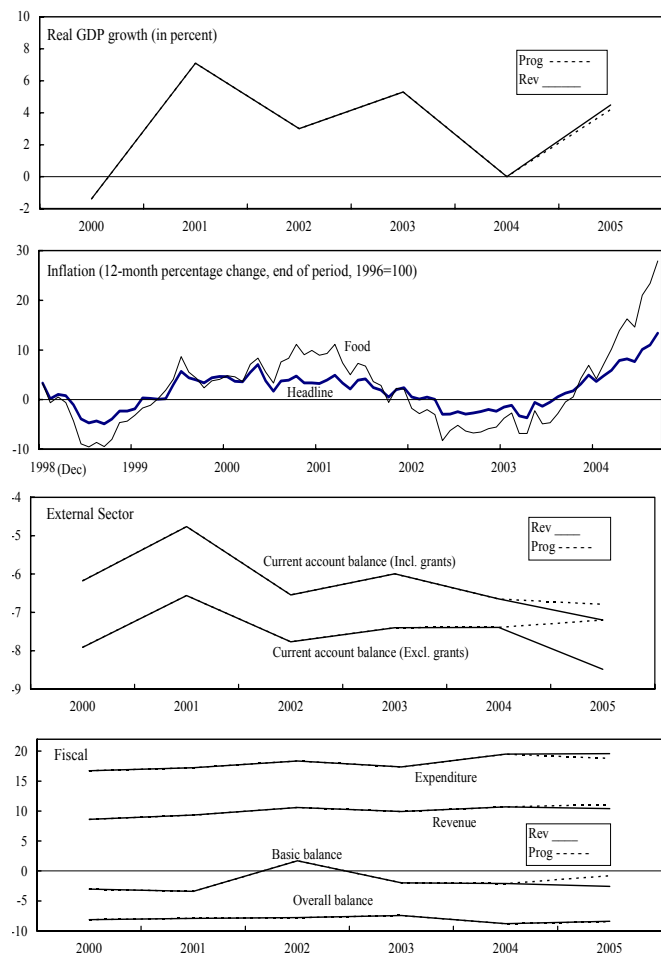 10
Real GDP growth (in percent)
8
Prog ------
6
Rev _____
4
2
0
-2
2000 2001 2002 2003 2004 2005
30
Inflation (12-month percentage change, end of period, 1996=100)
20
Food
10
Headline
0
-10
1998 (Dec) 1999 2000 2001 2002 2003 2004
-4
External Sector
Rev ____
-5
Prog ------
Current account balance (Incl. grants)
-6
-7
Current account balance (Excl. grants)
-8
-9
2000 2001 2002 2003 2004 2005
20
Fiscal
15
Expenditure
10
Revenue
Rev ____
5
Prog ------
Basic balance
0
-5
Overall balance
-10
2000 2001 2002 2003 2004 2005